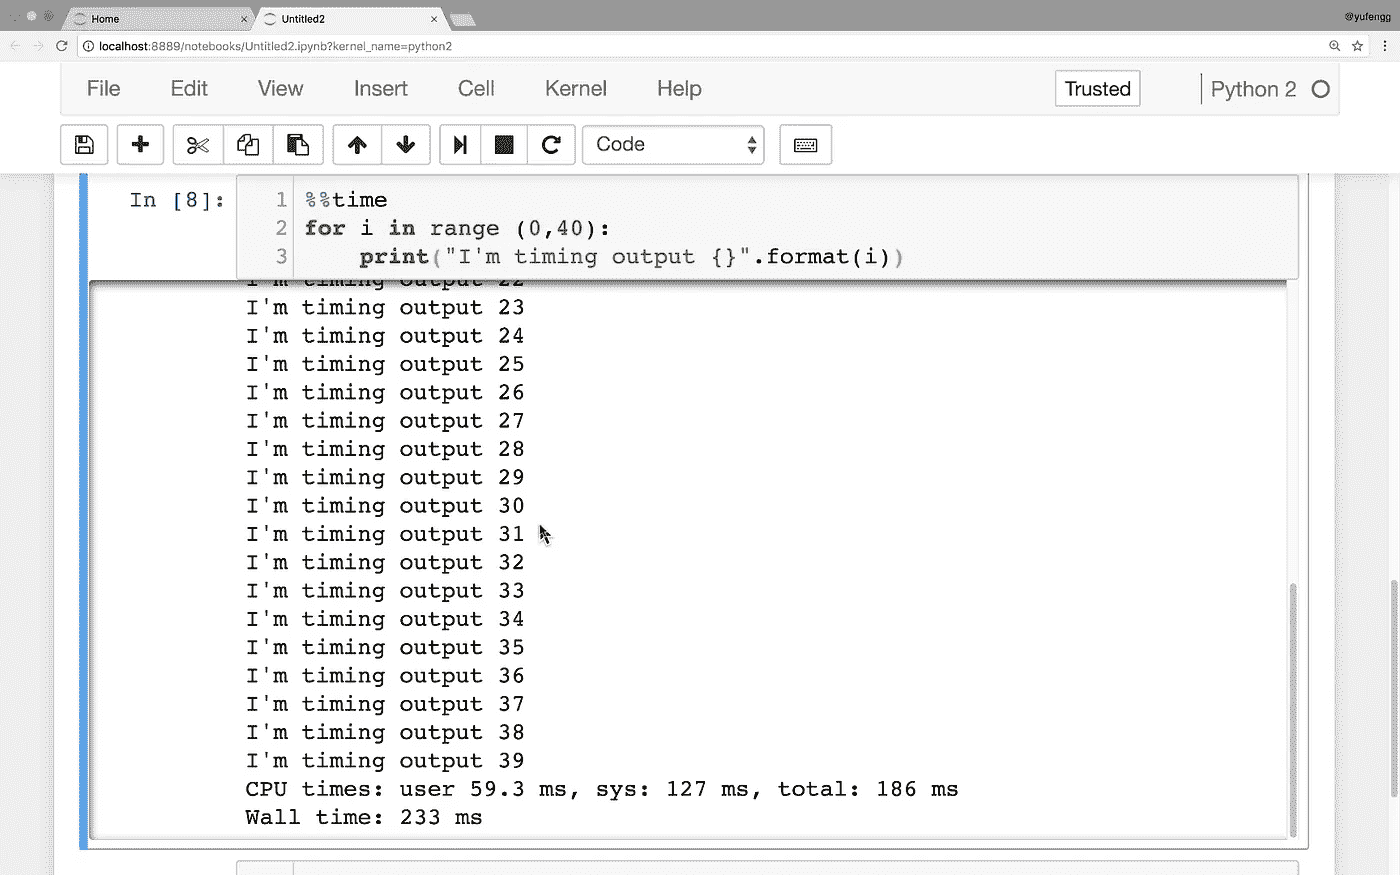 Home
Untitled2
@yufengg
localhost:8889/notebooks/Untitled2.ipynb?kernel_name=python2
File Edit View Insert Cell Kernel Help Trusted Python 2
Code
In [8]:
1 %%time
2 for i in range (0,40):
3 print("I'm timing output {}".format(i))
I'm timing output 22
I'm timing output 23
I'm timing output 24
I'm timing output 25
I'm timing output 26
I'm timing output 27
I'm timing output 28
I'm timing output 29
I'm timing output 30
I'm timing output 31
I'm timing output 32
I'm timing output 33
I'm timing output 34
I'm timing output 35
I'm timing output 36
I'm timing output 37
I'm timing output 38
I'm timing output 39
CPU times: user 59.3 ms, sys: 127 ms, total: 186 ms
Wall time: 233 ms